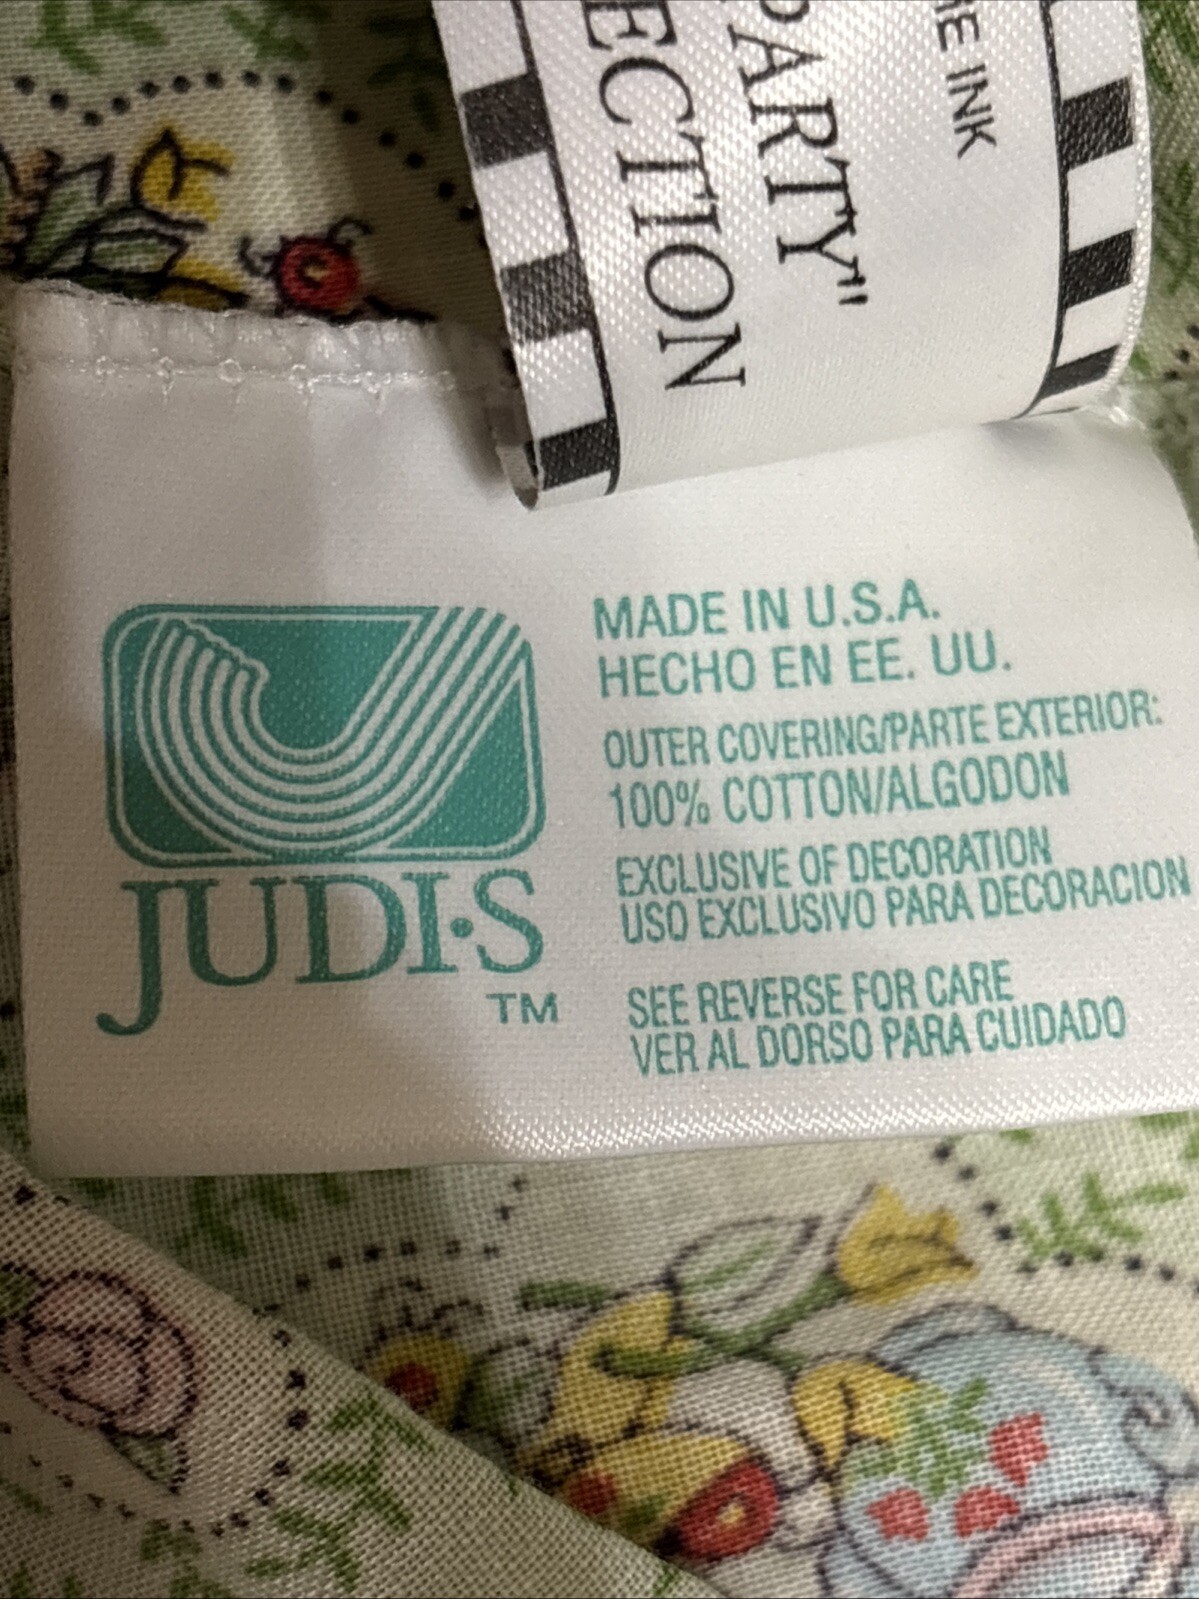 HE INK
PARTY"
ECTION
MADE IN U.S.A.
HECHO EN EE. UU.
OUTER COVERING/PARTE EXTERIOR:
100% COTTON/ALGODON
EXCLUSIVE OF DECORATION
USO EXCLUSIVO PARA DECORACION
SEE REVERSE FOR CARE
VER AL DORSO PARA CUIDADO
JUDI·S
TM